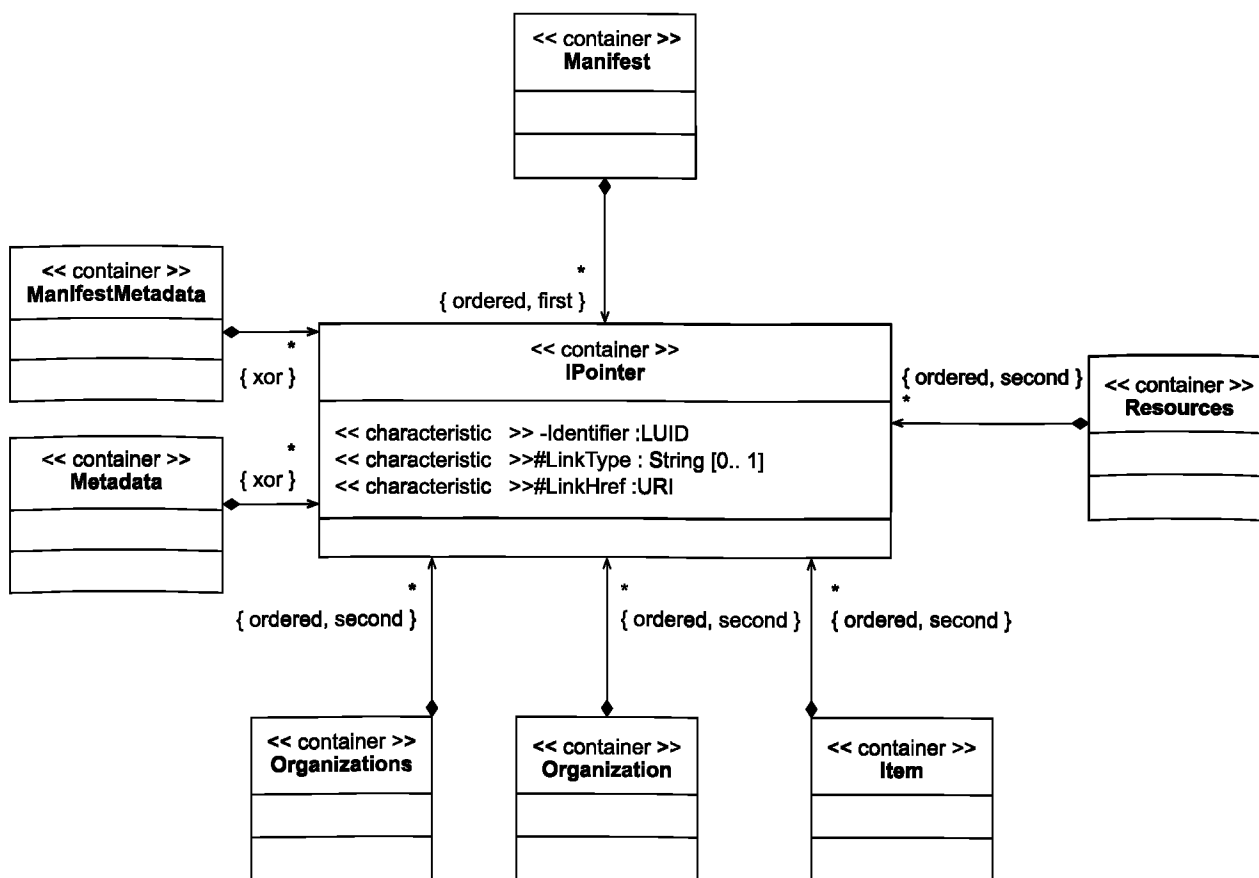 << container >>
Manifest
*
{ ordered, first }
<< container >>
ManifestMetadata
*
{ xor }
<< container >>
IPointer
<< characteristic >> -Identifier :LUID
<< characteristic >>#LinkType : String [0.. 1]
<< characteristic >>#LinkHref :URI
{ ordered, second }
*
<< container >>
Resources
<< container >>
Metadata
*
{ xor }
*
{ ordered, second }
*
{ ordered, second }
*
{ ordered, second }
<< container >>
Organizations
<< container >>
Organization
<< container >>
Item